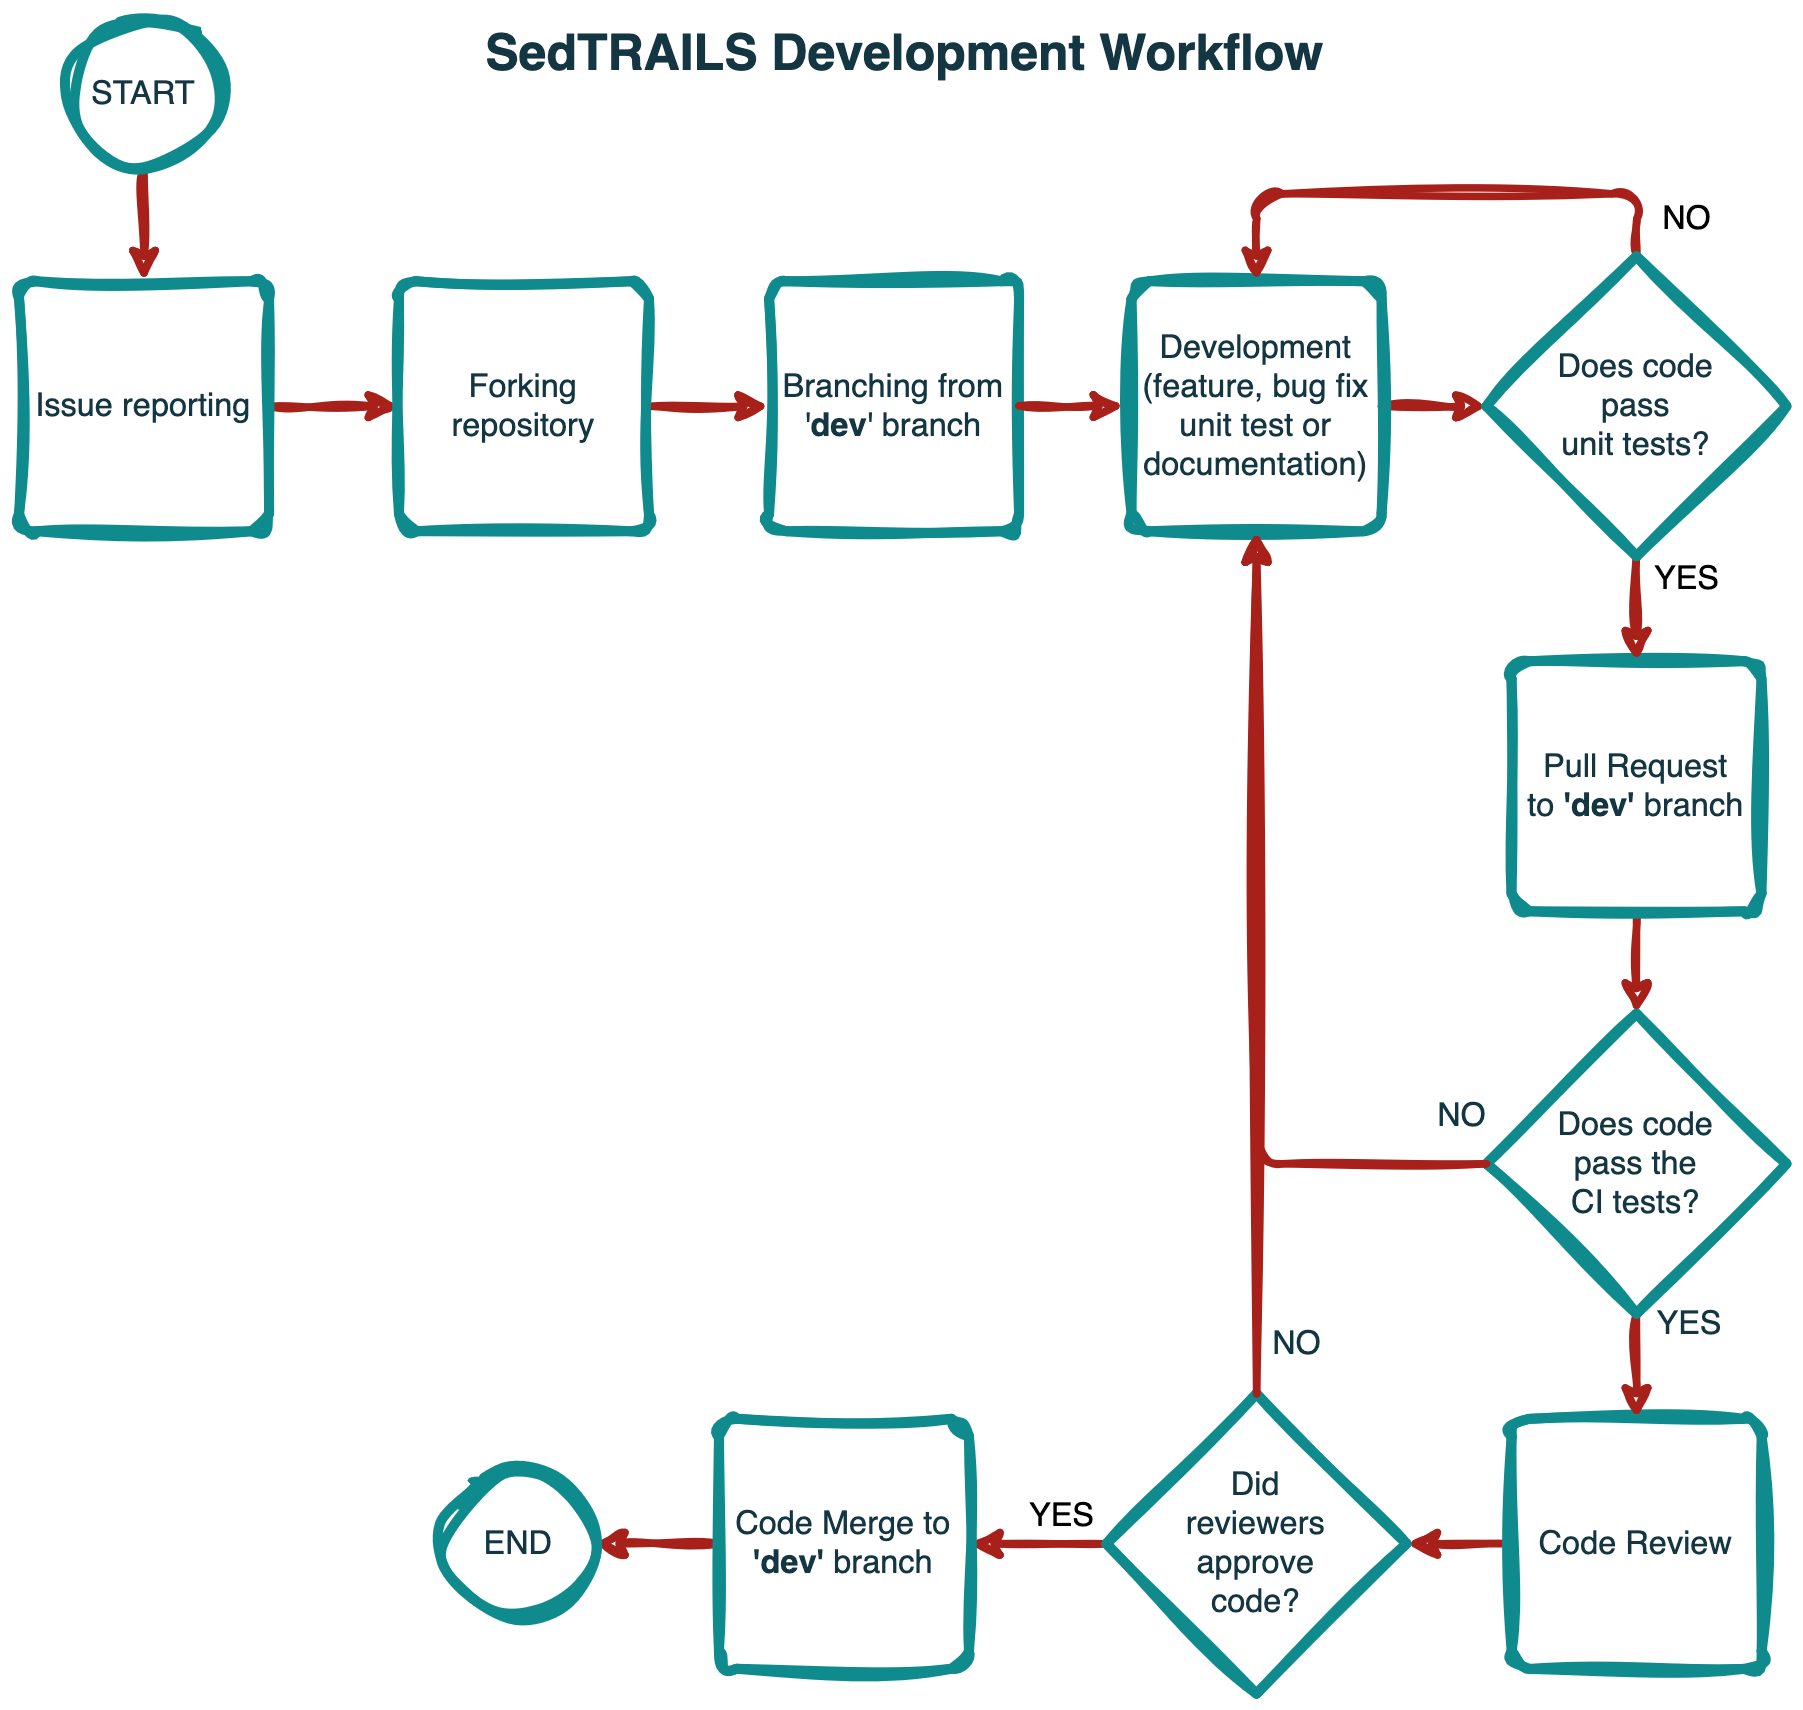 SedTRAILS Development Workflow
START
Issue reporting
Forking
repository
Branching from
'dev' branch
Development
(feature, bug fix
unit test or
documentation)
NO
Does code
pass
unit tests?
YES
Pull Request
to 'dev' branch
NO
Does code
pass the
CI tests?
YES
Code Review
NO
Did
reviewers
approve
code?
YES
Code Merge to
'dev' branch
END